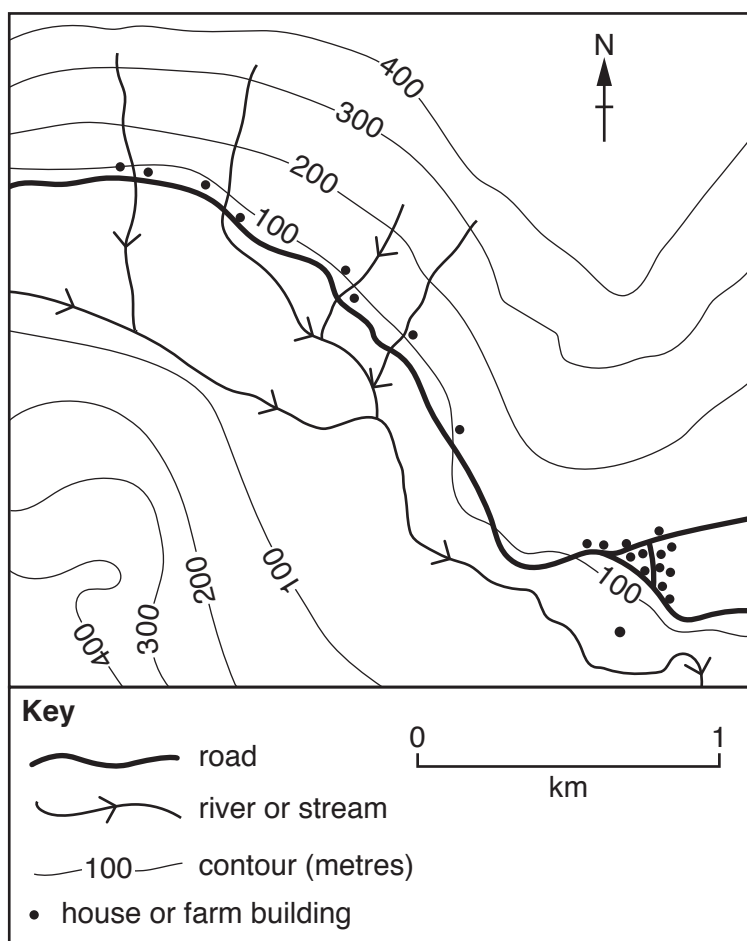 N
400
300
200
100
100
100
200
300
400
Key
road
river or stream
100 contour (metres)
house or farm building
0 1
km